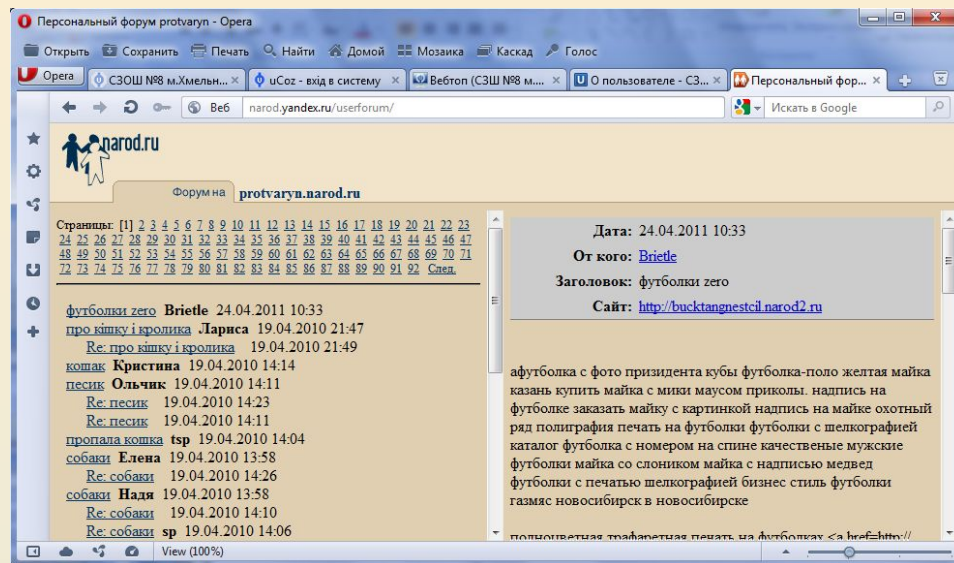 Персональный форум protvaryn - Opera
Открыть Сохранить Печать Найти Домой Мозаика Каскад Голос
Opera СЗОШ №8 м.Хмельн... uCoz - вхід в систему Вебтоп (СЗШ №8 м.... О пользователе - СЗ... Персональный фор...
Веб narod.yandex.ru/userforum/ Искать в Google
narod.ru
Форум на protvaryn.narod.ru
Страницы: [1] 2 3 4 5 6 7 8 9 10 11 12 13 14 15 16 17 18 19 20 21 22 23
24 25 26 27 28 29 30 31 32 33 34 35 36 37 38 39 40 41 42 43 44 45 46 47
48 49 50 51 52 53 54 55 56 57 58 59 60 61 62 63 64 65 66 67 68 69 70 71
72 73 74 75 76 77 78 79 80 81 82 83 84 85 86 87 88 89 90 91 92 След.
футболки zero Brietle 24.04.2011 10:33
про кішку і кролика Лариса 19.04.2010 21:47
Re: про кішку і кролика 19.04.2010 21:49
кошак Кристина 19.04.2010 14:14
песик Ольчик 19.04.2010 14:11
Re: песик 19.04.2010 14:23
Re: песик 19.04.2010 14:11
пропала кошка tsp 19.04.2010 14:04
собаки Елена 19.04.2010 13:58
Re: собаки 19.04.2010 14:26
собаки Надя 19.04.2010 13:58
Re: собаки 19.04.2010 14:10
Re: собаки sp 19.04.2010 14:06
Дата: 24.04.2011 10:33
От кого: Brietle
Заголовок: футболки zero
Сайт: http://bucktangnestcil.narod2.ru
афутболка с фото призидента кубы футболка-поло желтая майка
казань купить майка с мики маусом приколы. надпись на
футболке заказать майку с картинкой надпись на майке охотный
ряд полиграфия печать на футболки футболки с шелкографией
каталог футболка с номером на спине качественые мужские
футболки майка со слоником майка с надписью медвед
футболки с печатью шелкографией бизнес стиль футболки
газмяс новосибирск в новосибирске
полноцветная трафаретная печать на футболках <a href=http://
View (100%)